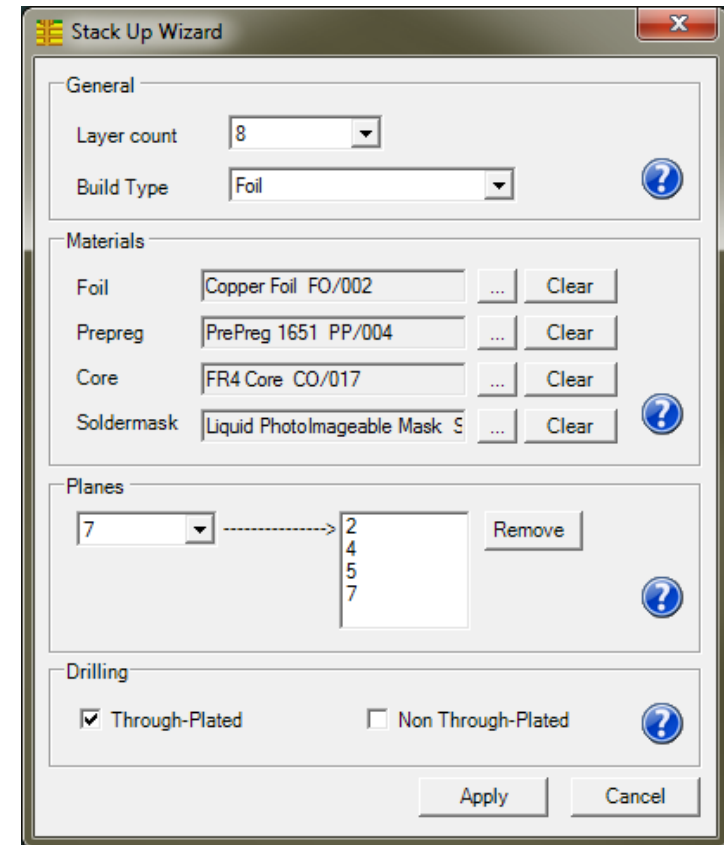 Stack Up Wizard
General
Layer count 8
Build Type Foil
?
Materials
Foil Copper Foil FO/002 ... Clear
Prepreg PrePreg 1651 PP/004 ... Clear
Core FR4 Core CO/017 ... Clear
Soldermask Liquid PhotoImageable Mask S ... Clear
?
Planes
7 ---------------> 2 Remove
4
5
7
?
Drilling
Through-Plated Non Through-Plated ?
Apply Cancel